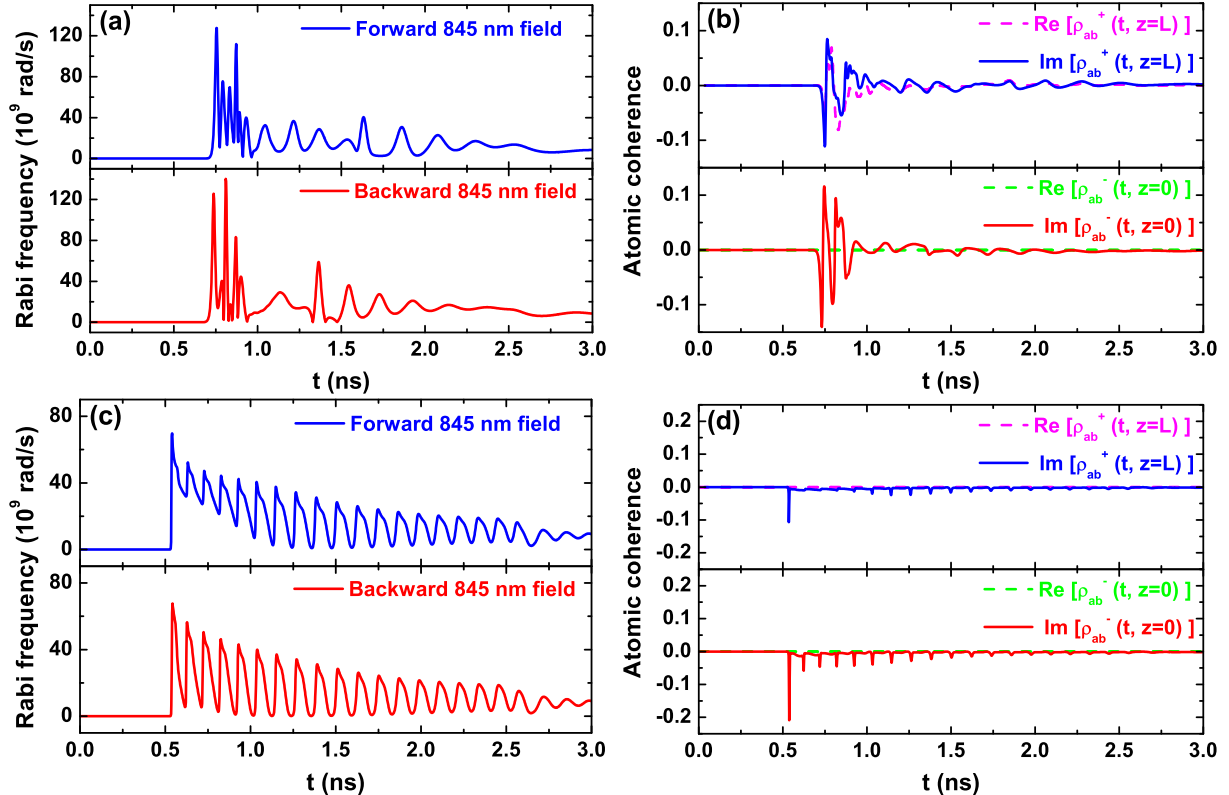 (a)
Forward 845 nm field
Backward 845 nm field
Rabi frequency (10⁹ rad/s)
120
80
40
0
120
80
40
0
0.0 0.5 1.0 1.5 2.0 2.5 3.0
t (ns)
(b)
Re [ρab⁺ (t, z=L) ]
Im [ρab⁺ (t, z=L) ]
Re [ρab⁻ (t, z=0) ]
Im [ρab⁻ (t, z=0) ]
Atomic coherence
0.1
0.0
-0.1
0.1
0.0
-0.1
0.0 0.5 1.0 1.5 2.0 2.5 3.0
t (ns)
(c)
Forward 845 nm field
Backward 845 nm field
Rabi frequency (10⁹ rad/s)
80
40
0
80
40
0
0.0 0.5 1.0 1.5 2.0 2.5 3.0
t (ns)
(d)
Re [ρab⁺ (t, z=L) ]
Im [ρab⁺ (t, z=L) ]
Re [ρab⁻ (t, z=0) ]
Im [ρab⁻ (t, z=0) ]
Atomic coherence
0.2
0.1
0.0
-0.1
-0.2
0.2
0.1
0.0
-0.1
-0.2
0.0 0.5 1.0 1.5 2.0 2.5 3.0
t (ns)